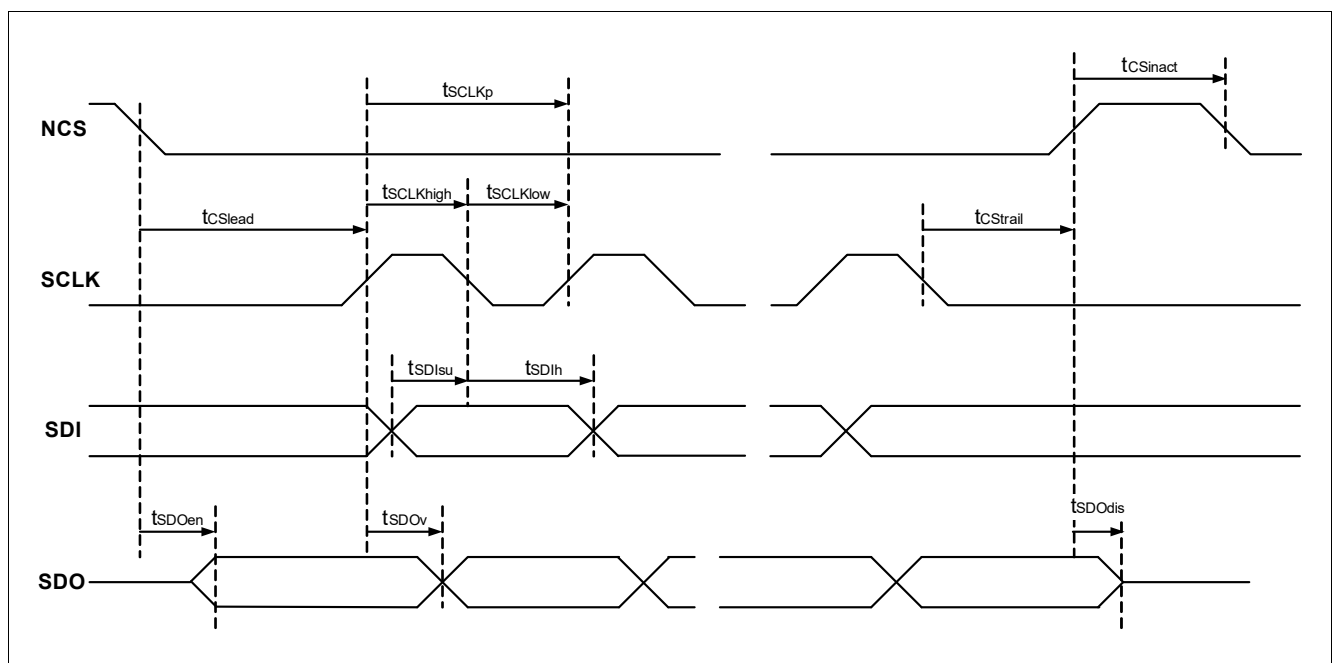 tCSinact
tSCLKp
NCS
tSCLKhigh
tSCLKlow
tCSlead
tCStrail
SCLK
tSDIsu
tSDIh
SDI
tSDOen
tSDOv
tSDOdis
SDO